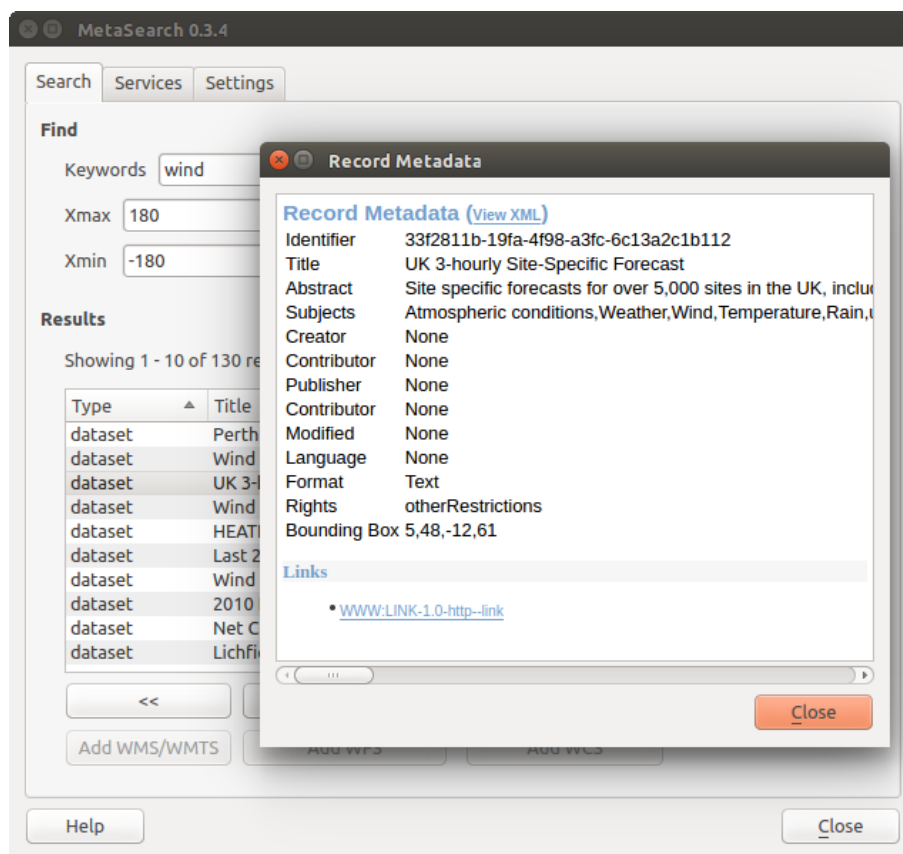 MetaSearch 0.3.4
Search Services Settings
Find
Keywords wind
Xmax 180
Xmin -180
Results
Showing 1 - 10 of 130 re
Type Title
dataset Perth
dataset Wind
dataset UK 3-
dataset Wind
dataset HEAT
dataset Last 2
dataset Wind
dataset 2010
dataset Net C
dataset Lichfi
<<
Add WMS/WMTS Add WFS Add WCS
Help Close
Record Metadata
Record Metadata (View XML)
Identifier 33f2811b-19fa-4f98-a3fc-6c13a2c1b112
Title UK 3-hourly Site-Specific Forecast
Abstract Site specific forecasts for over 5,000 sites in the UK, inclu
Subjects Atmospheric conditions,Weather,Wind,Temperature,Rain,
Creator None
Contributor None
Publisher None
Contributor None
Modified None
Language None
Format Text
Rights otherRestrictions
Bounding Box 5,48,-12,61
Links
• WWW:LINK-1.0-http--link
Close